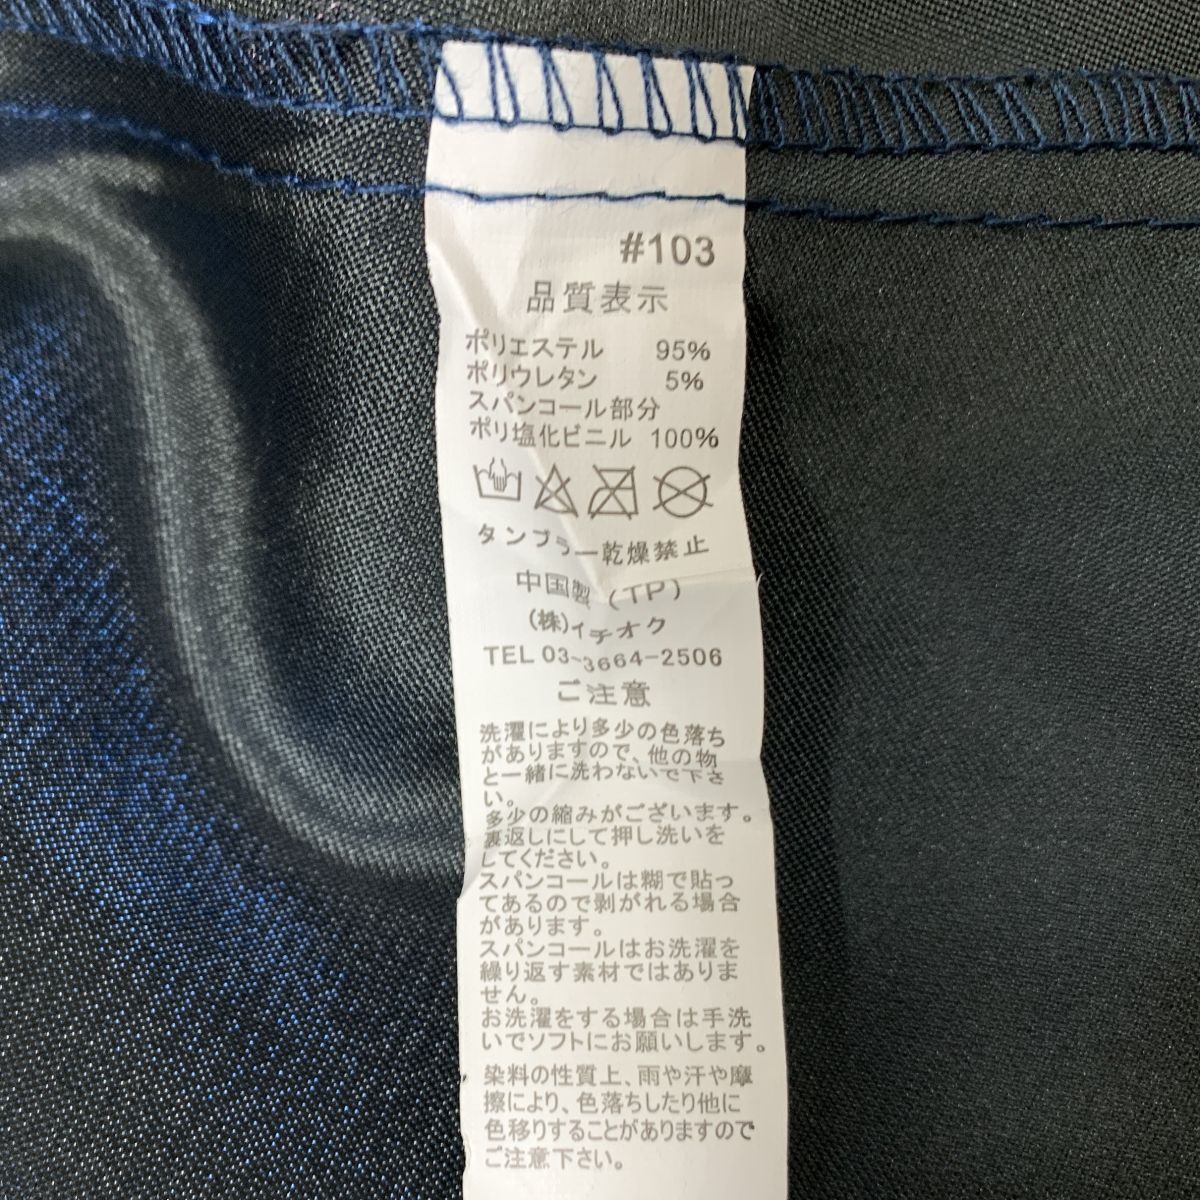 #103
品質表示
ポリエステル 95%
ポリウレタン 5%
スパンコール部分
ポリ塩化ビニル 100%
タンブラー乾燥禁止
中国製(TP)
(株)イチオク
TEL 03-3664-2506
ご注意
洗濯により多少の色落ち
がありますので、他の物
と一緒に洗わないで下さ
い。
多少の縮みがございます。
裏返しにして押し洗いを
してください。
スパンコールは糊で貼っ
てあるので剥がれる場合
があります。
スパンコールはお洗濯を
繰り返す素材ではありま
せん。
お洗濯をする場合は手洗
いでソフトにお願いします。
染料の性質上、雨や汗や摩
擦により、色落ちしたり他に
色移りすることがありますので
ご注意下さい。